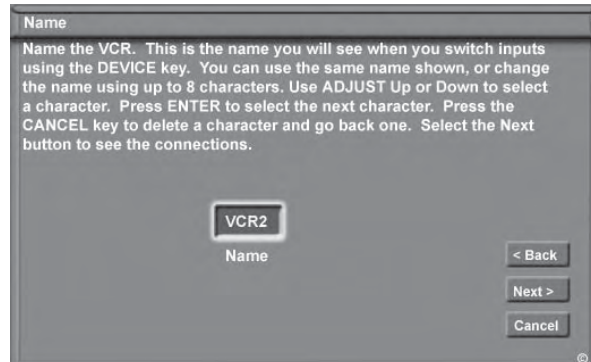 Name
Name the VCR. This is the name you will see when you switch inputs
using the DEVICE key. You can use the same name shown, or change
the name using up to 8 characters. Use ADJUST Up or Down to select
a character. Press ENTER to select the next character. Press the
CANCEL key to delete a character and go back one. Select the Next
button to see the connections.
VCR2
Name
< Back
Next >
Cancel
©